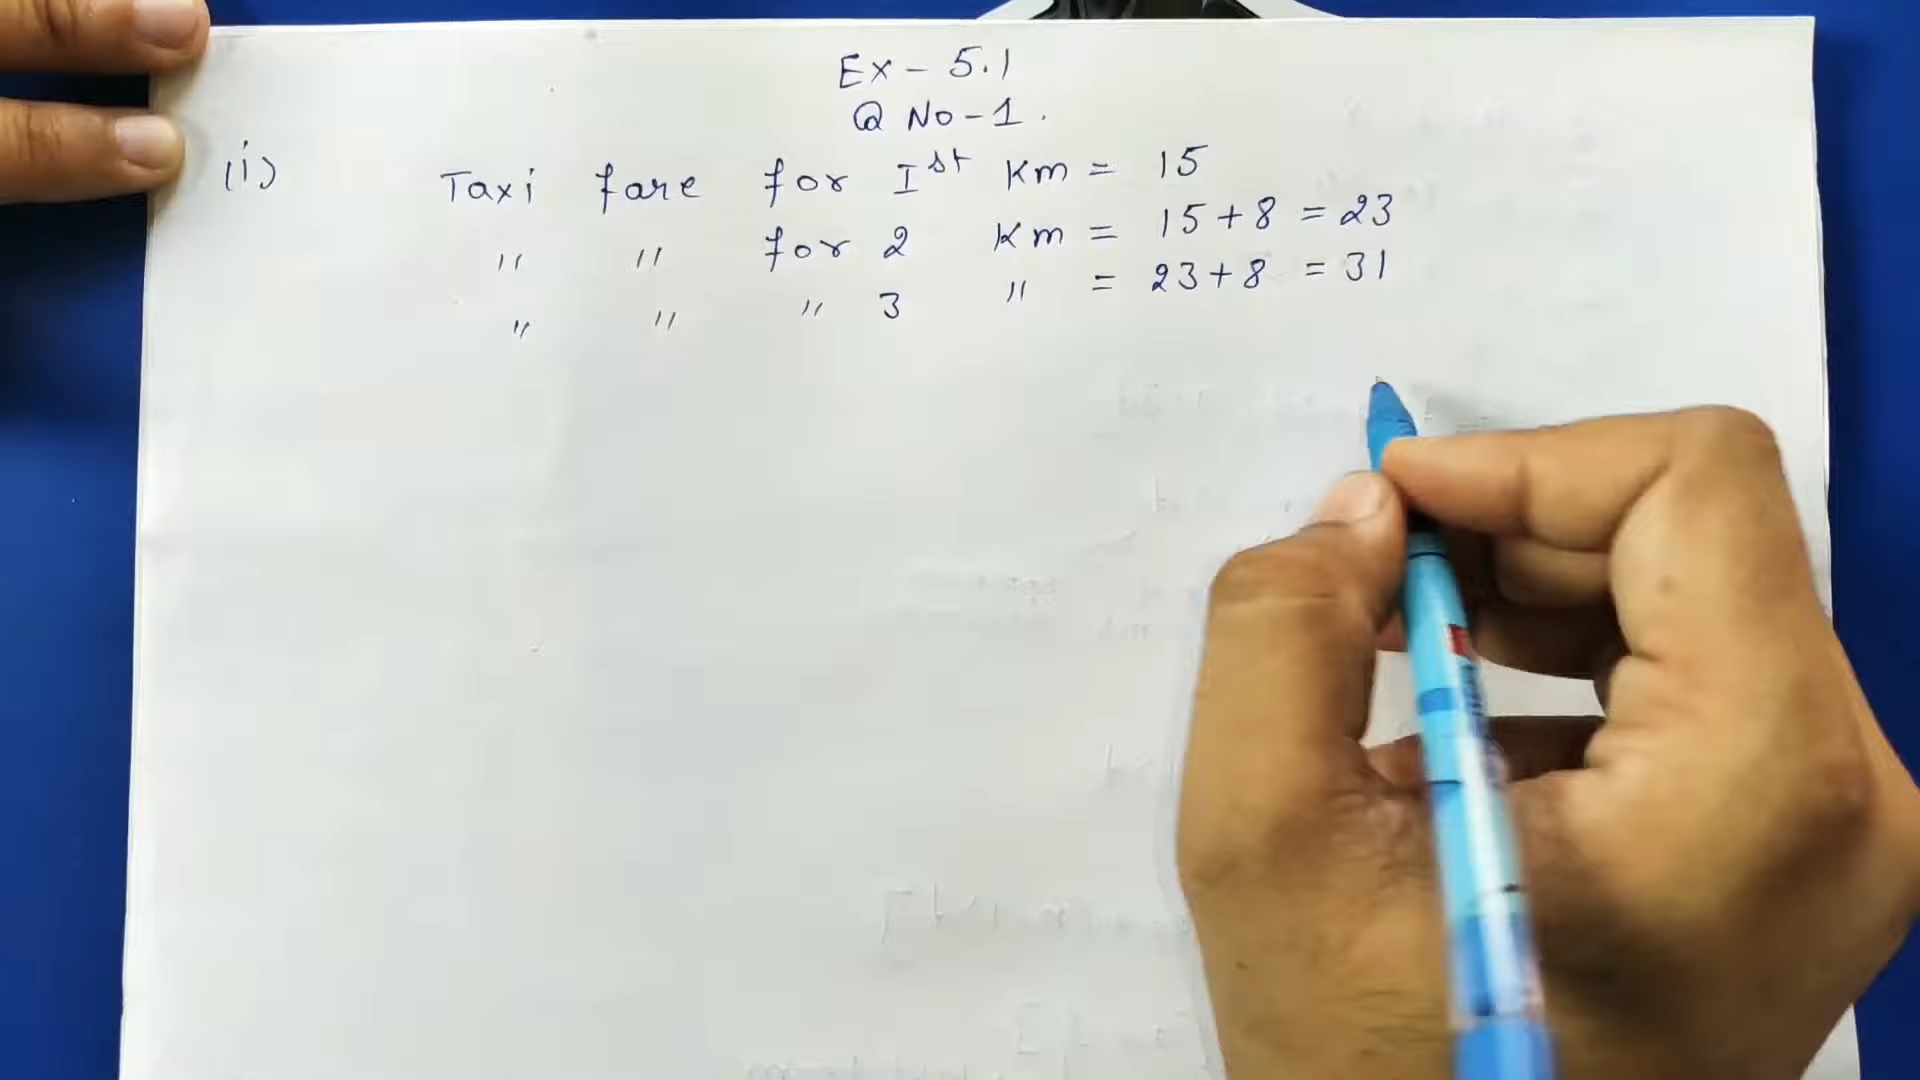 Ex - 5.1
Q No - 1.
(i) Taxi fare for Ist Km = 15
" " for 2 Km = 15 + 8 = 23
" " " 3 " = 23 + 8 = 31